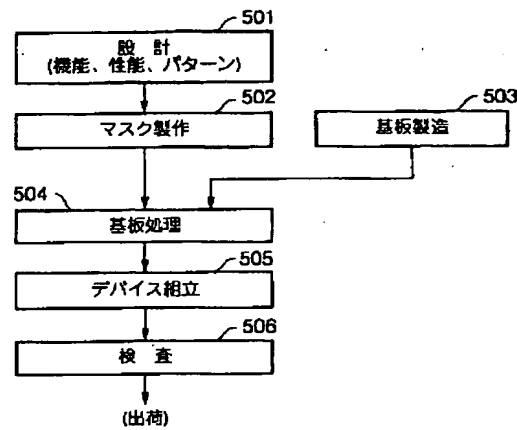 501
設 計
(機能、性能、パターン)
502
マスク製作
503
基板製造
504
基板処理
505
デバイス組立
506
検 査
(出荷)